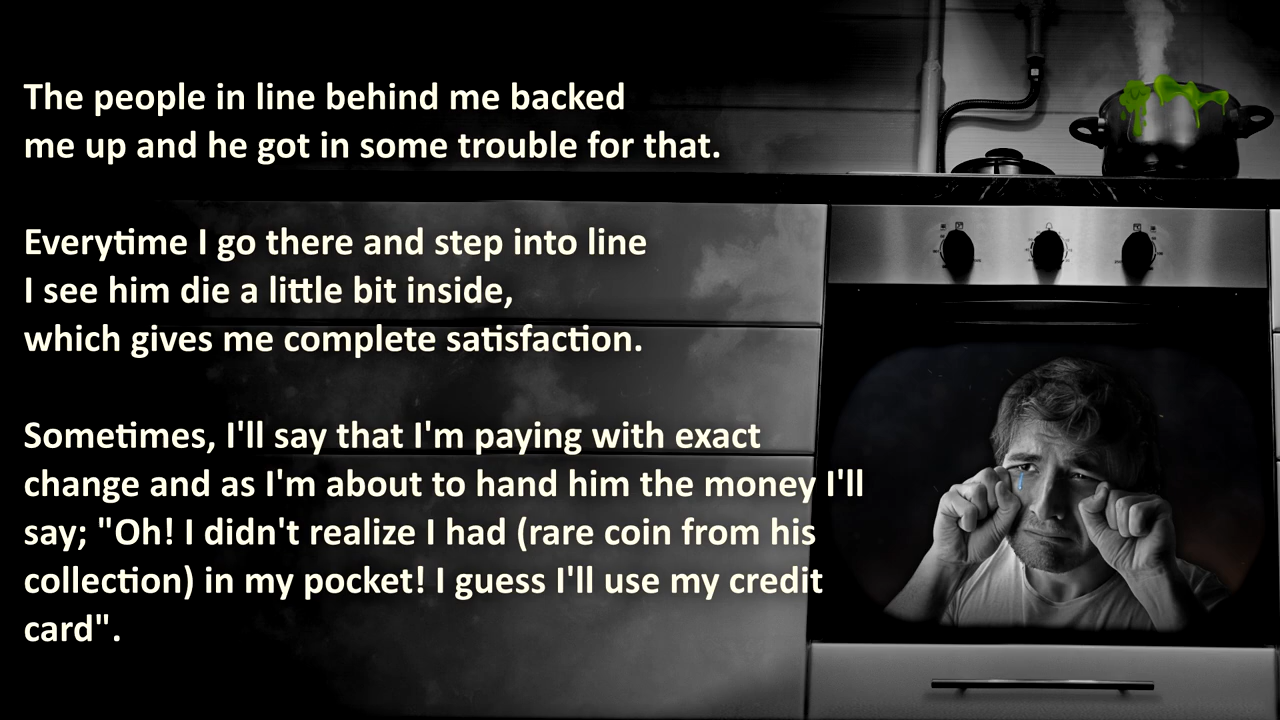 The people in line behind me backed
me up and he got in some trouble for that.
Everytime I go there and step into line
I see him die a little bit inside,
which gives me complete satisfaction.
Sometimes, I'll say that I'm paying with exact
change and as I'm about to hand him the money I'll
say; "Oh! I didn't realize I had (rare coin from his
collection) in my pocket! I guess I'll use my credit
card".